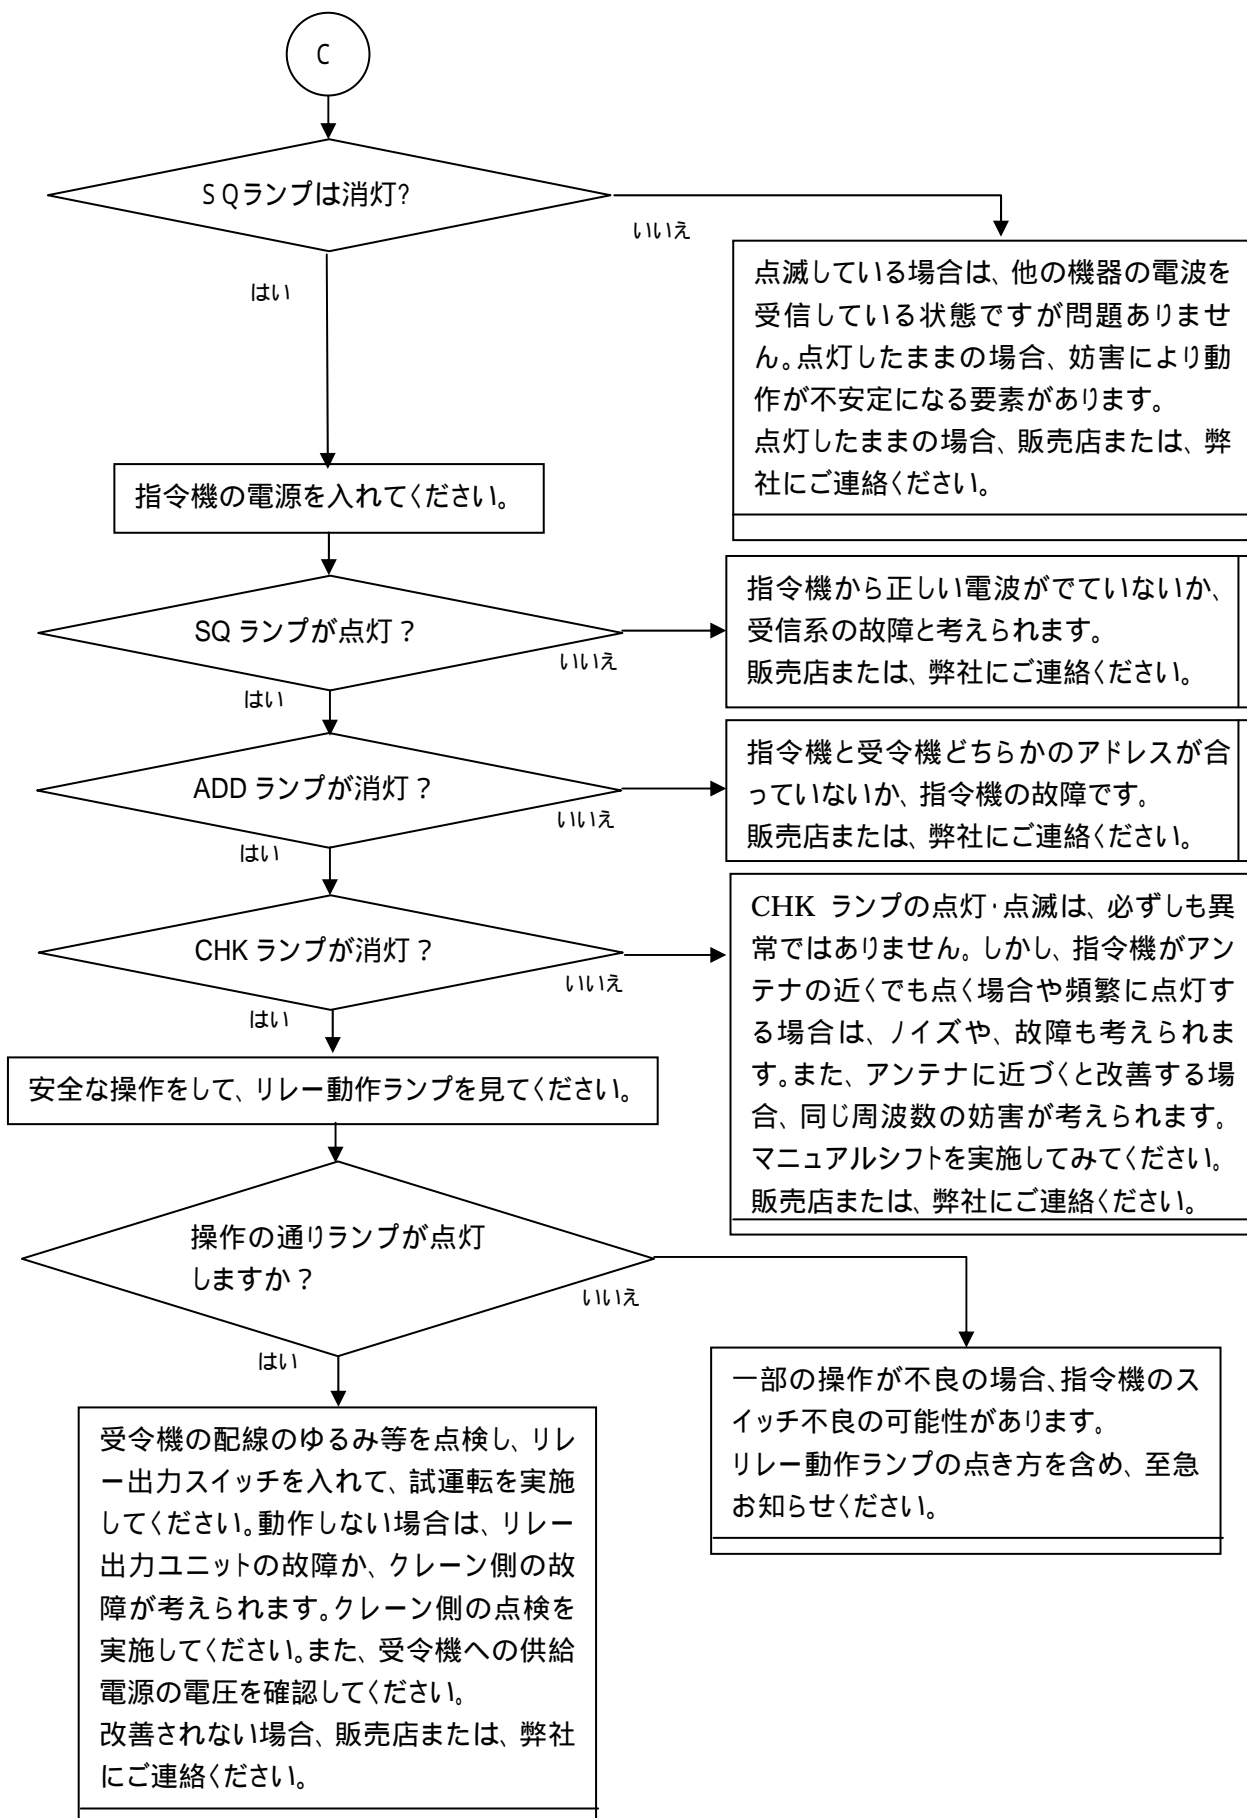 C
SQランプは消灯?
いいえ
はい
点滅している場合は、他の機器の電波を
受信している状態ですが問題ありませ
ん。点灯したままの場合、妨害により動
作が不安定になる要素があります。
点灯したままの場合、販売店または、弊
社にご連絡ください。
指令機の電源を入れてください。
SQ ランプが点灯？
いいえ
はい
指令機から正しい電波がでていないか、
受信系の故障と考えられます。
販売店または、弊社にご連絡ください。
ADD ランプが消灯？
いいえ
はい
指令機と受令機どちらかのアドレスが合
っていないか、指令機の故障です。
販売店または、弊社にご連絡ください。
CHK ランプが消灯？
いいえ
はい
CHK ランプの点灯・点滅は、必ずしも異
常ではありません。しかし、指令機がアン
テナの近くでも点く場合や頻繁に点灯す
る場合は、ノイズや、故障も考えられま
す。また、アンテナに近づくと改善する場
合、同じ周波数の妨害が考えられます。
マニュアルシフトを実施してみてください。
販売店または、弊社にご連絡ください。
安全な操作をして、リレー動作ランプを見てください。
操作の通りランプが点灯
しますか？
いいえ
はい
一部の操作が不良の場合、指令機のス
イッチ不良の可能性があります。
リレー動作ランプの点き方を含め、至急
お知らせください。
受令機の配線のゆるみ等を点検し、リレ
ー出力スイッチを入れて、試運転を実施
してください。動作しない場合は、リレー
出力ユニットの故障か、クレーン側の故
障が考えられます。クレーン側の点検を
実施してください。また、受令機への供給
電源の電圧を確認してください。
改善されない場合、販売店または、弊社
にご連絡ください。